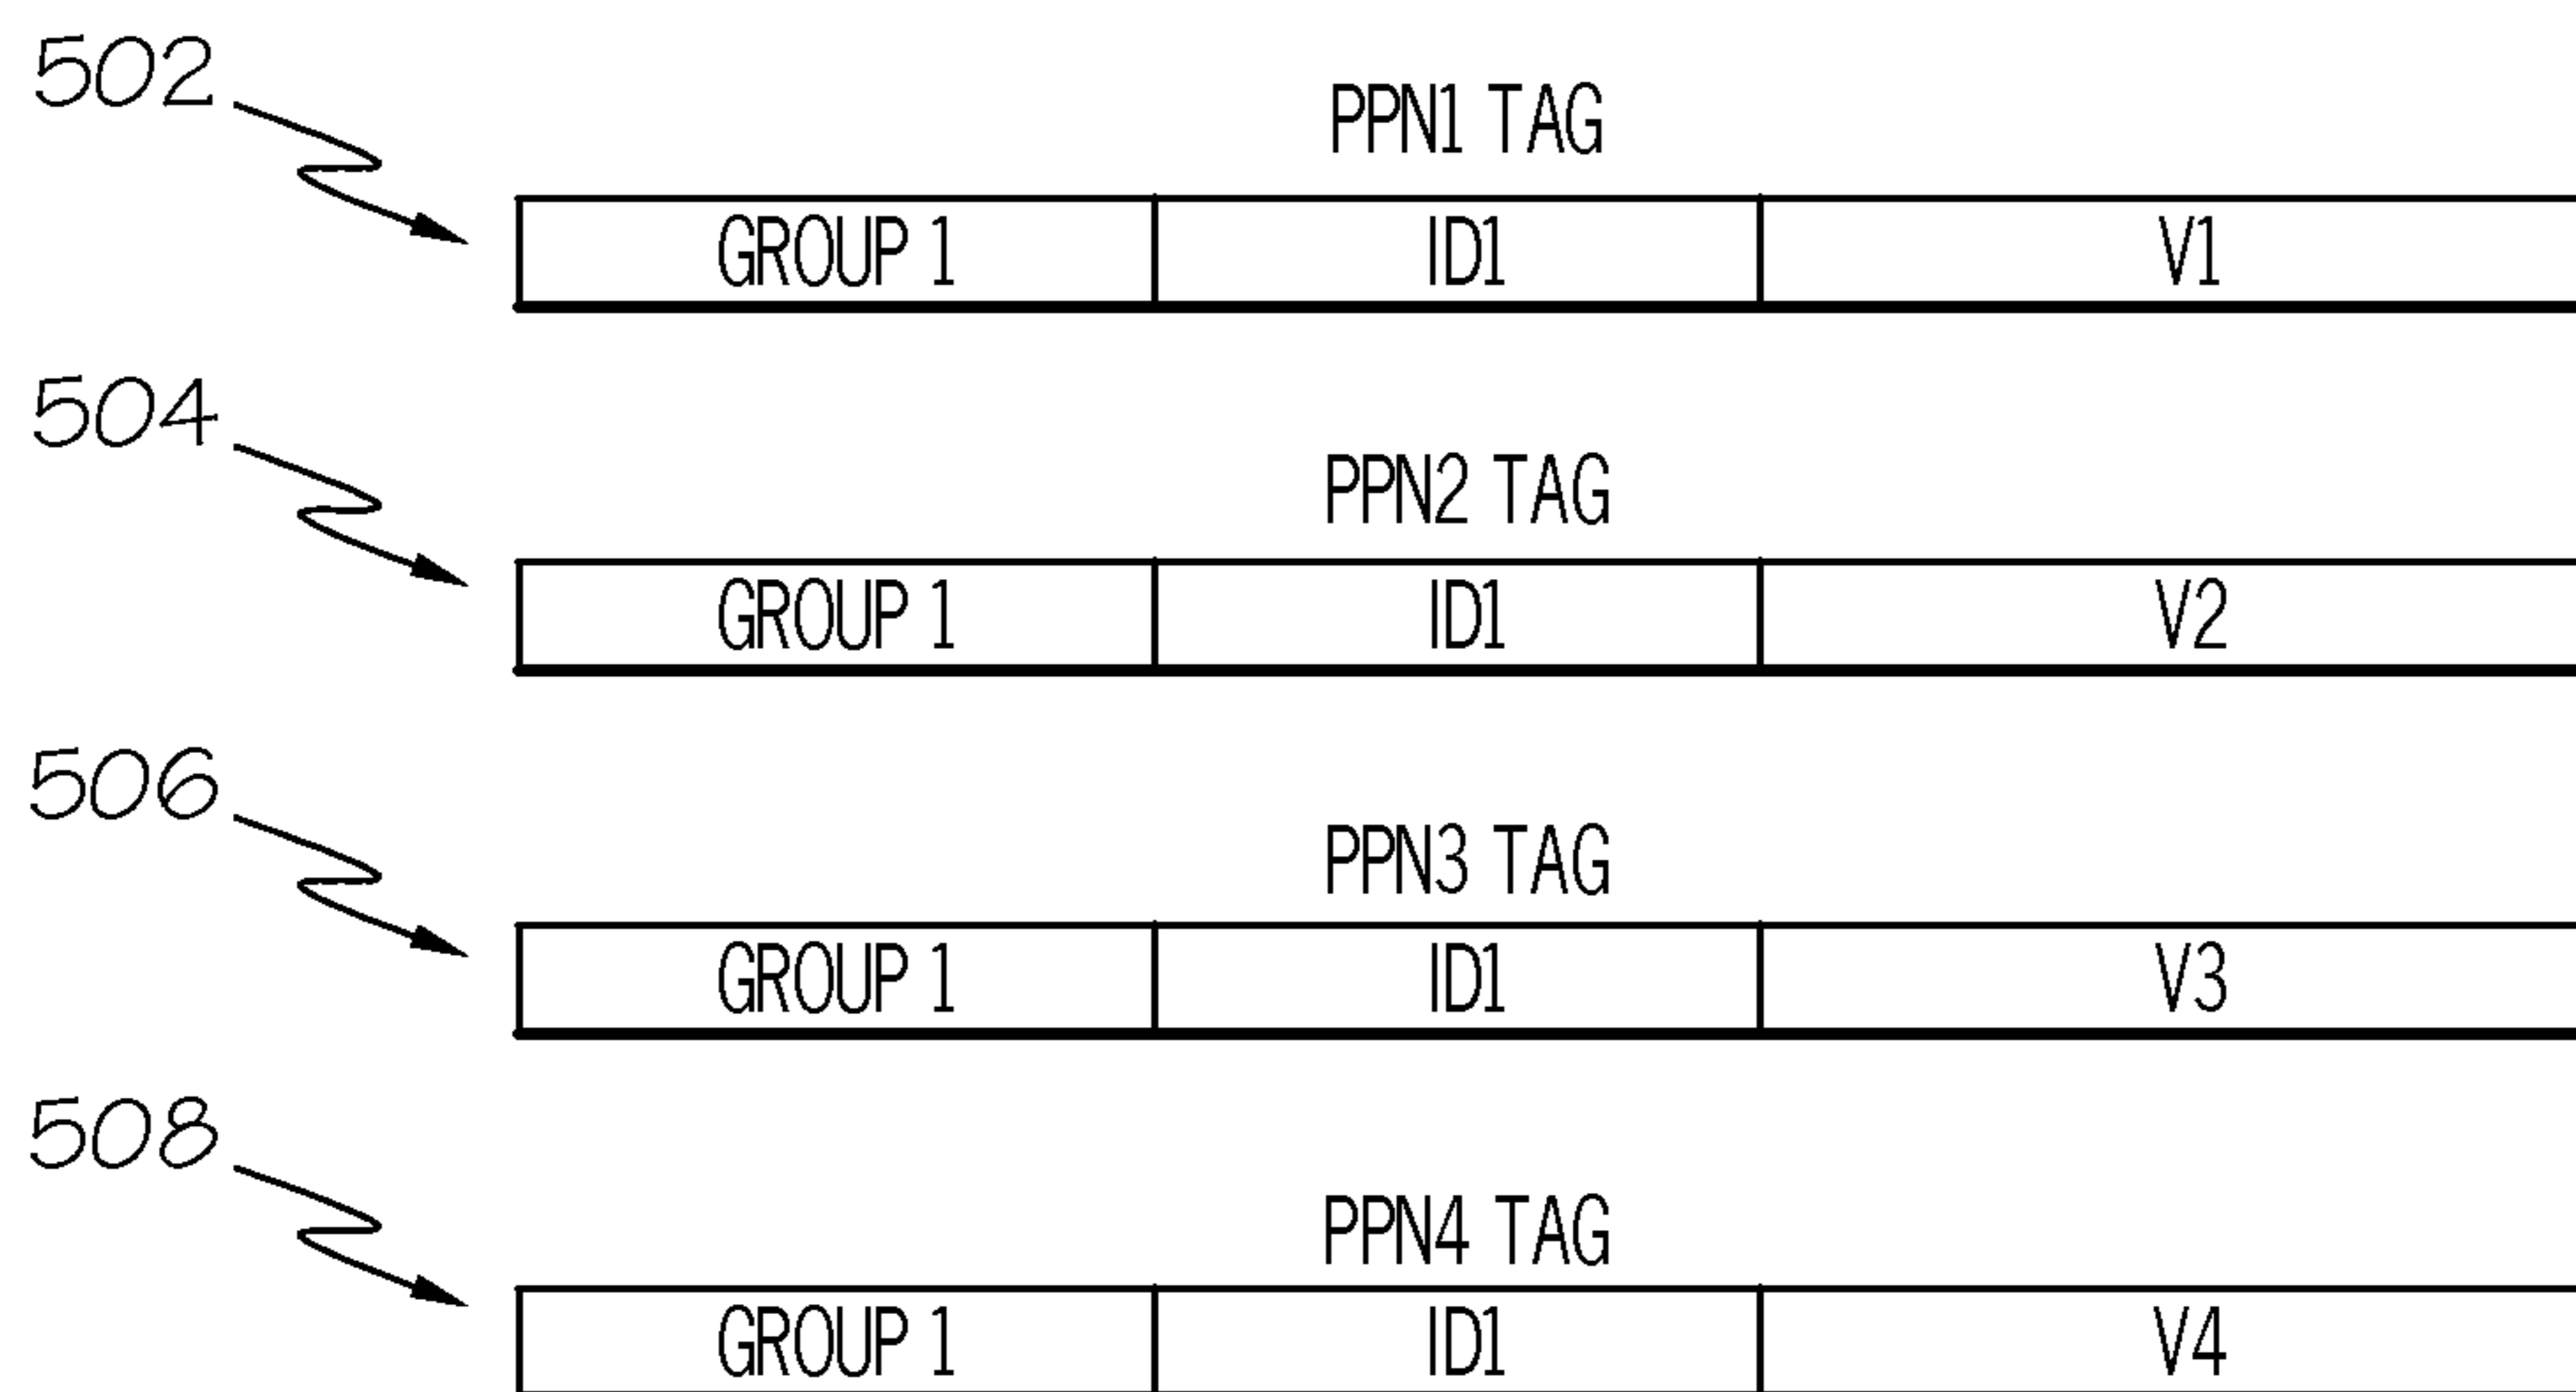 502
PPN1 TAG
GROUP 1 ID1 V1
504
PPN2 TAG
GROUP 1 ID1 V2
506
PPN3 TAG
GROUP 1 ID1 V3
508
PPN4 TAG
GROUP 1 ID1 V4